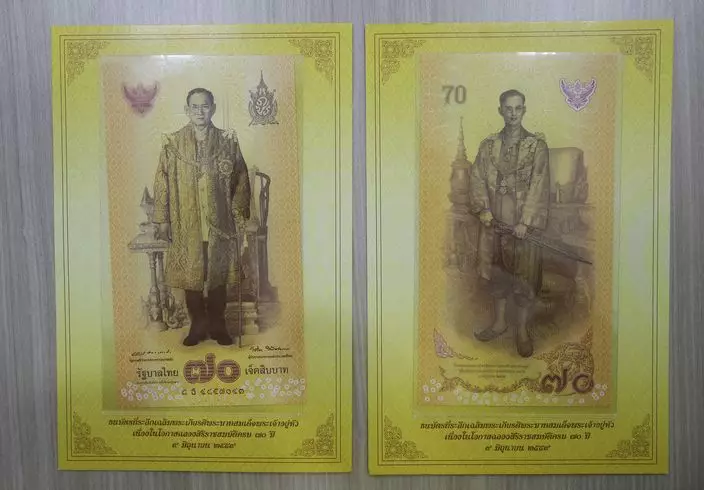 รัฐบาลไทย ๗๐ เจ็ดสิบบาท
ธนบัตรที่ระลึกเฉลิมพระเกียรติพระบาทสมเด็จพระเจ้าอยู่หัว
เนื่องในโอกาสฉลองสิริราชสมบัติครบ ๗๐ ปี
๙ มิถุนายน ๒๕๕๙
70
๗๐
ธนบัตรที่ระลึกเฉลิมพระเกียรติพระบาทสมเด็จพระเจ้าอยู่หัว
เนื่องในโอกาสฉลองสิริราชสมบัติครบ ๗๐ ปี
๙ มิถุนายน ๒๕๕๙